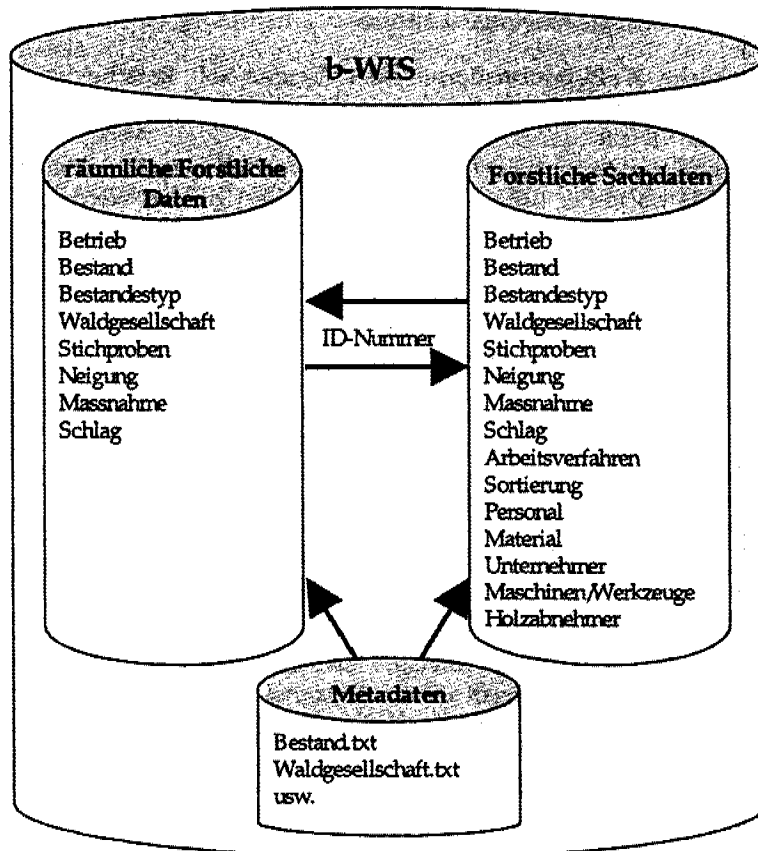 b-WIS
räumliche Forstliche
Daten
Betrieb
Bestand
Bestandestyp
Waldgesellschaft
Stichproben
Neigung
Massnahme
Schlag
ID-Nummer
Forstliche Sachdaten
Betrieb
Bestand
Bestandestyp
Waldgesellschaft
Stichproben
Neigung
Massnahme
Schlag
Arbeitsverfahren
Sortierung
Personal
Material
Unternehmer
Maschinen/Werkzeuge
Holzabnehmer
Metadaten
Bestand.txt
Waldgesellschaft.txt
usw.